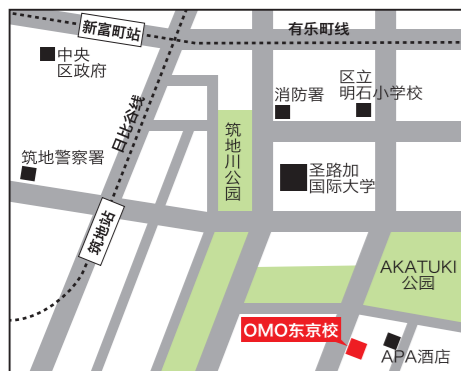 新富町站
有乐町线
中央
区政府
日比谷线
消防署
区立
明石小学校
筑地川公园
筑地警察署
圣路加
国际大学
筑地站
AKATUKI
公园
OMO东京校
APA酒店